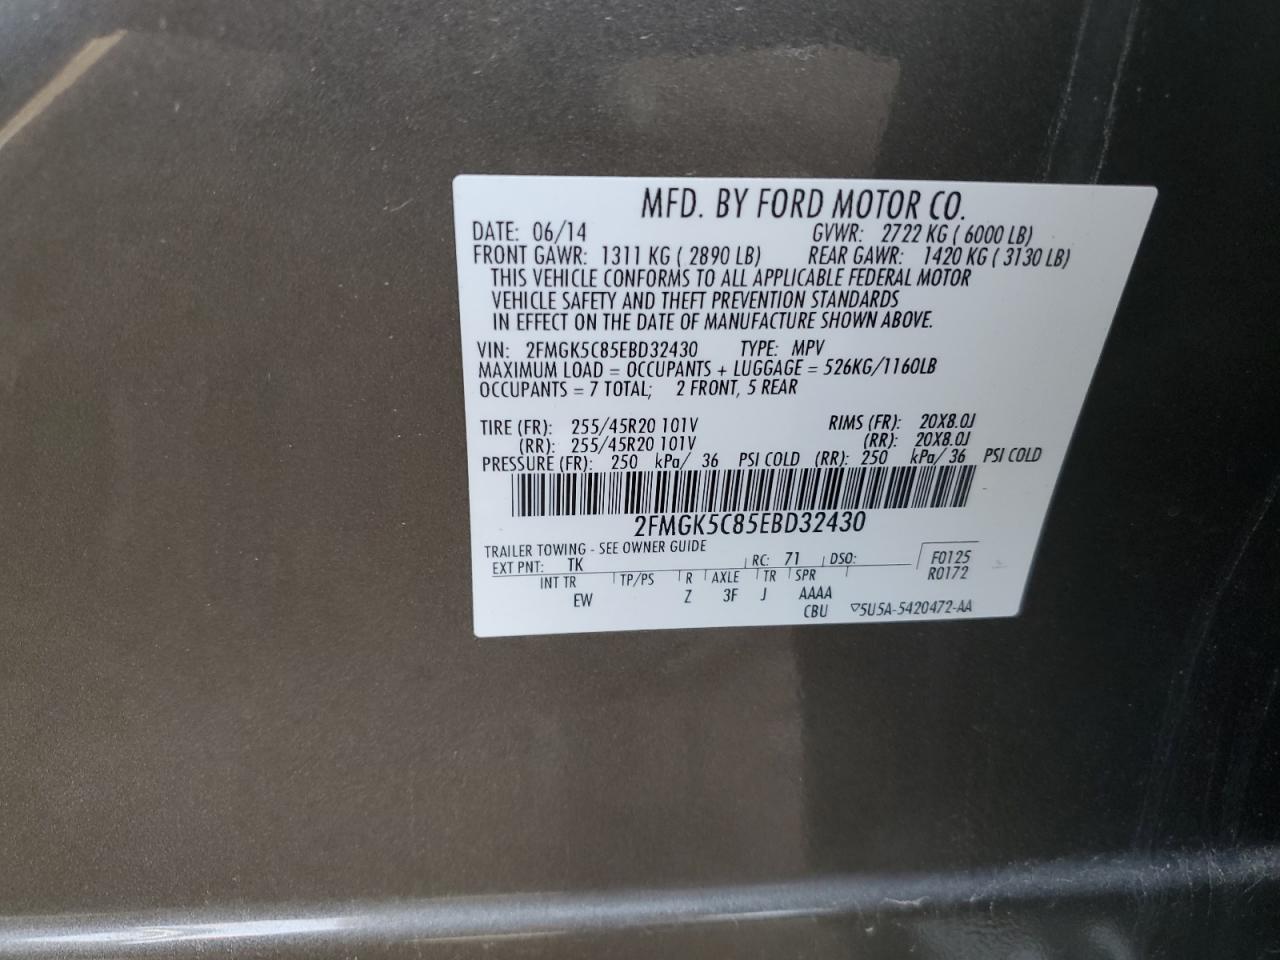 MFD. BY FORD MOTOR CO.
DATE: 06/14 GVWR: 2722 KG ( 6000 LB)
FRONT GAWR: 1311 KG ( 2890 LB) REAR GAWR: 1420 KG ( 3130 LB)
THIS VEHICLE CONFORMS TO ALL APPLICABLE FEDERAL MOTOR
VEHICLE SAFETY AND THEFT PREVENTION STANDARDS
IN EFFECT ON THE DATE OF MANUFACTURE SHOWN ABOVE.
VIN: 2FMGK5C85EBD32430 TYPE: MPV
MAXIMUM LOAD = OCCUPANTS + LUGGAGE = 526KG/1160LB
OCCUPANTS = 7 TOTAL; 2 FRONT, 5 REAR
TIRE (FR): 255/45R20 101V RIMS (FR): 20X8.0J
(RR): 255/45R20 101V (RR): 20X8.0J
PRESSURE (FR): 250 kPa/ 36 PSI COLD (RR): 250 kPa/ 36 PSI COLD
2FMGK5C85EBD32430
TRAILER TOWING - SEE OWNER GUIDE
EXT PNT: TK RC: 71 DSO: F0125
INT TR TP/PS R AXLE TR SPR R0172
EW Z 3F J AAAA
CBU ▽5U5A-5420472-AA